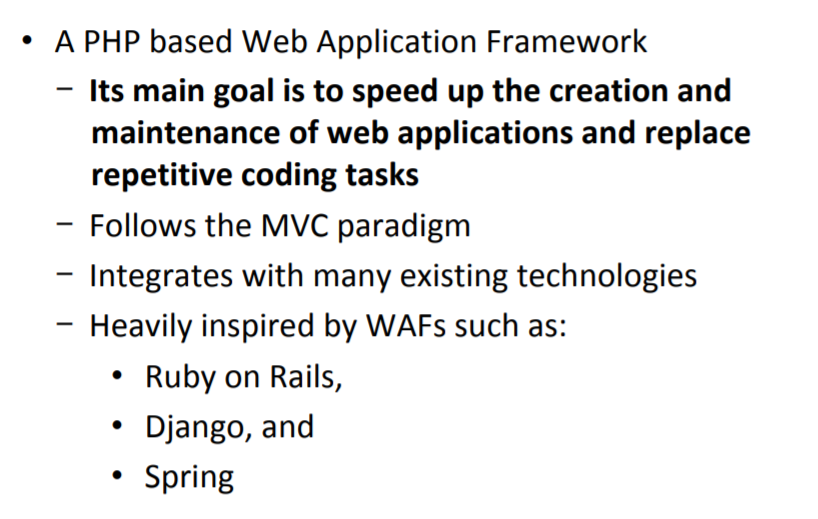 • A PHP based Web Application Framework
– Its main goal is to speed up the creation and
maintenance of web applications and replace
repetitive coding tasks
– Follows the MVC paradigm
– Integrates with many existing technologies
– Heavily inspired by WAFs such as:
• Ruby on Rails,
• Django, and
• Spring